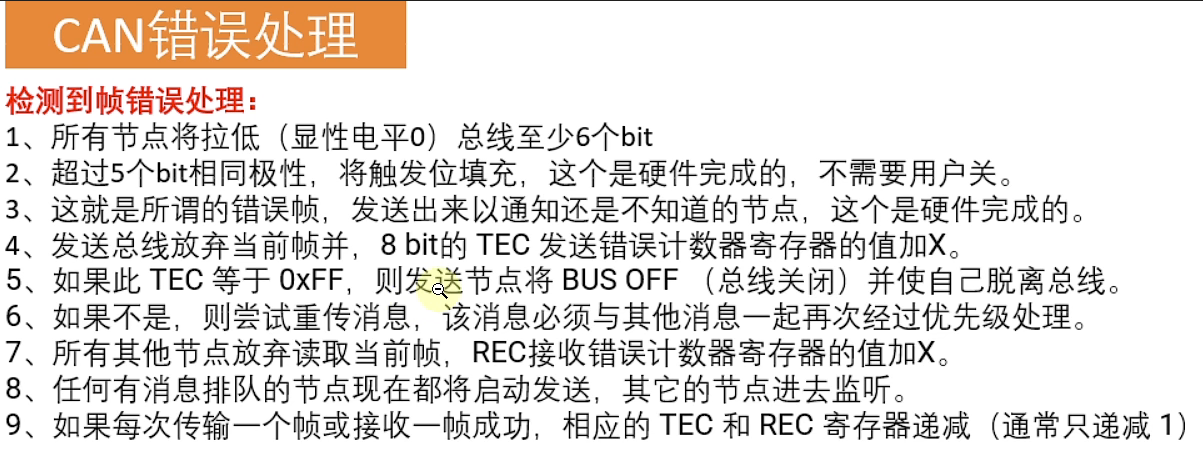 CAN错误处理
检测到帧错误处理：
1、所有节点将拉低（显性电平0）总线至少6个bit
2、超过5个bit相同极性，将触发位填充，这个是硬件完成的，不需要用户关。
3、这就是所谓的错误帧，发送出来以通知还是不知道的节点，这个是硬件完成的。
4、发送总线放弃当前帧并，8 bit的 TEC 发送错误计数器寄存器的值加X。
5、如果此 TEC 等于 0xFF，则发送节点将 BUS OFF （总线关闭）并使自己脱离总线。
6、如果不是，则尝试重传消息，该消息必须与其他消息一起再次经过优先级处理。
7、所有其他节点放弃读取当前帧，REC接收错误计数器寄存器的值加X。
8、任何有消息排队的节点现在都将启动发送，其它的节点进去监听。
9、如果每次传输一个帧或接收一帧成功，相应的 TEC 和 REC 寄存器递减（通常只递减 1）